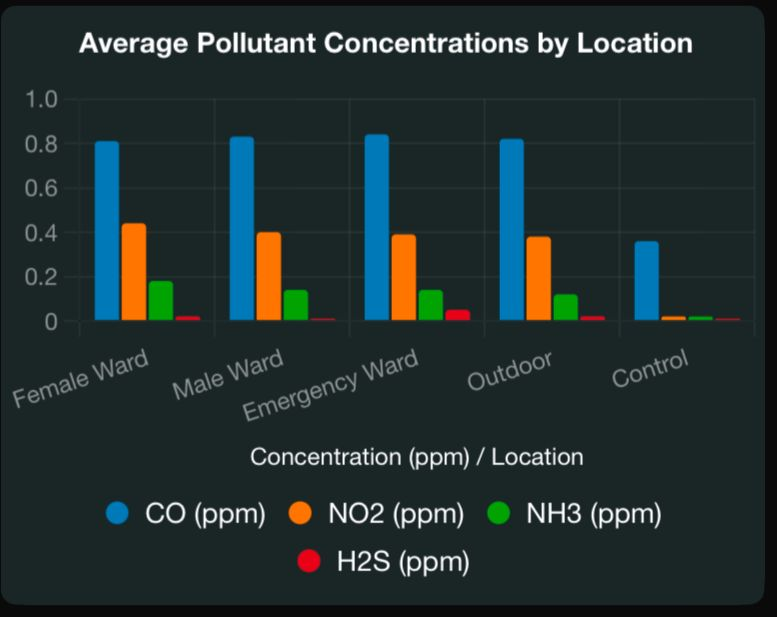 Average Pollutant Concentrations by Location
1.0
0.8
0.6
0.4
0.2
0
Female Ward
Male Ward
Emergency Ward
Outdoor
Control
Concentration (ppm) / Location
CO (ppm)
NO2 (ppm)
NH3 (ppm)
H2S (ppm)